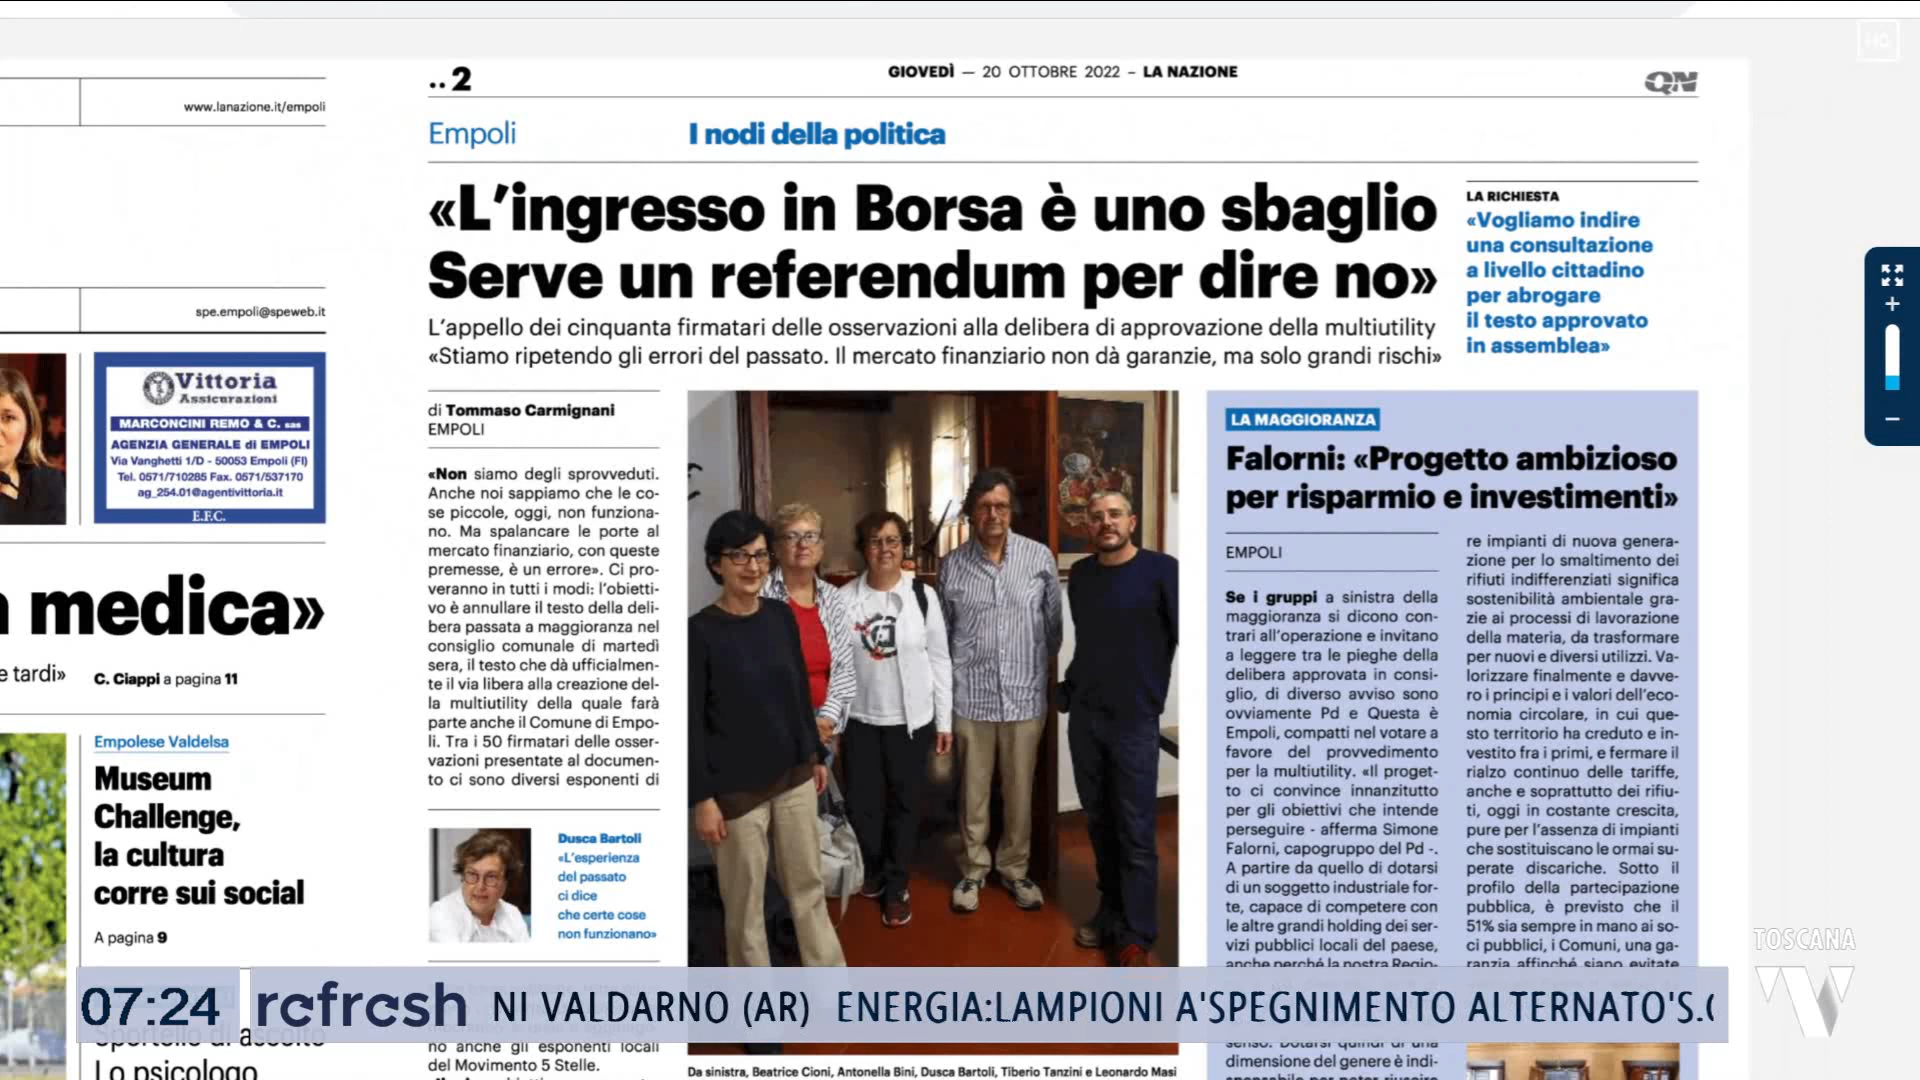 HQ
www.lanazione.it/empoli
spe.empoli@speweb.it
Vittoria
Assicurazioni
MARCONCINI REMO & C. sas
AGENZIA GENERALE di EMPOLI
Via Vanghetti 1/D - 50053 Empoli (FI)
Tel. 0571/710285 Fax. 0571/537170
ag_254.01@agentivittoria.it
E.F.C.
medica»
e tardi»
C. Ciappi a pagina 11
Empolese Valdelsa
Museum
Challenge,
la cultura
corre sui social
A pagina 9
Sportello di ascolto
Lo psicologo
..2
GIOVEDÌ — 20 OTTOBRE 2022 – LA NAZIONE
QN
Empoli
I nodi della politica
«L'ingresso in Borsa è uno sbaglio
Serve un referendum per dire no»
L'appello dei cinquanta firmatari delle osservazioni alla delibera di approvazione della multiutility
«Stiamo ripetendo gli errori del passato. Il mercato finanziario non dà garanzie, ma solo grandi rischi»
LA RICHIESTA
«Vogliamo indire
una consultazione
a livello cittadino
per abrogare
il testo approvato
in assemblea»
di Tommaso Carmignani
EMPOLI
«Non siamo degli sprovveduti.
Anche noi sappiamo che le co-
se piccole, oggi, non funziona-
no. Ma spalancare le porte al
mercato finanziario, con queste
premesse, è un errore». Ci pro-
veranno in tutti i modi: l'obietti-
vo è annullare il testo della deli-
bera passata a maggioranza nel
consiglio comunale di martedì
sera, il testo che dà ufficialmen-
te il via libera alla creazione del-
la multiutility della quale farà
parte anche il Comune di Empo-
li. Tra i 50 firmatari delle osser-
vazioni presentate al documen-
to ci sono diversi esponenti di
Dusca Bartoli
«L'esperienza
del passato
ci dice
che certe cose
non funzionano»
no anche gli esponenti locali
del Movimento 5 Stelle.
Da sinistra, Beatrice Cioni, Antonella Bini, Dusca Bartoli, Tiberio Tanzini e Leonardo Masi
LA MAGGIORANZA
Falorni: «Progetto ambizioso
per risparmio e investimenti»
EMPOLI
Se i gruppi a sinistra della
maggioranza si dicono con-
trari all'operazione e invitano
a leggere tra le pieghe della
delibera approvata in consi-
glio, di diverso avviso sono
ovviamente Pd e Questa è
Empoli, compatti nel votare a
favore del provvedimento
per la multiutility. «Il proget-
to ci convince innanzitutto
per gli obiettivi che intende
perseguire - afferma Simone
Falorni, capogruppo del Pd -.
A partire da quello di dotarsi
di un soggetto industriale for-
te, capace di competere con
le altre grandi holding dei ser-
vizi pubblici locali del paese,
anche perché la nostra Regio-
senso. Dotarsi quindi di una
dimensione del genere è indi-
spensabile per poter riuscire
re impianti di nuova genera-
zione per lo smaltimento dei
rifiuti indifferenziati significa
sostenibilità ambientale gra-
zie ai processi di lavorazione
della materia, da trasformare
per nuovi e diversi utilizzi. Va-
lorizzare finalmente e davve-
ro i principi e i valori dell'eco-
nomia circolare, in cui que-
sto territorio ha creduto e in-
vestito fra i primi, e fermare il
rialzo continuo delle tariffe,
anche e soprattutto dei rifiu-
ti, oggi in costante crescita,
pure per l'assenza di impianti
che sostituiscano le ormai su-
perate discariche. Sotto il
profilo della partecipazione
pubblica, è previsto che il
51% sia sempre in mano ai so-
ci pubblici, i Comuni, una ga-
ranzia affinché siano evitate
TOSCANA
TV
07:24 refresh NI VALDARNO (AR) ENERGIA:LAMPIONI A'SPEGNIMENTO ALTERNATO'S.